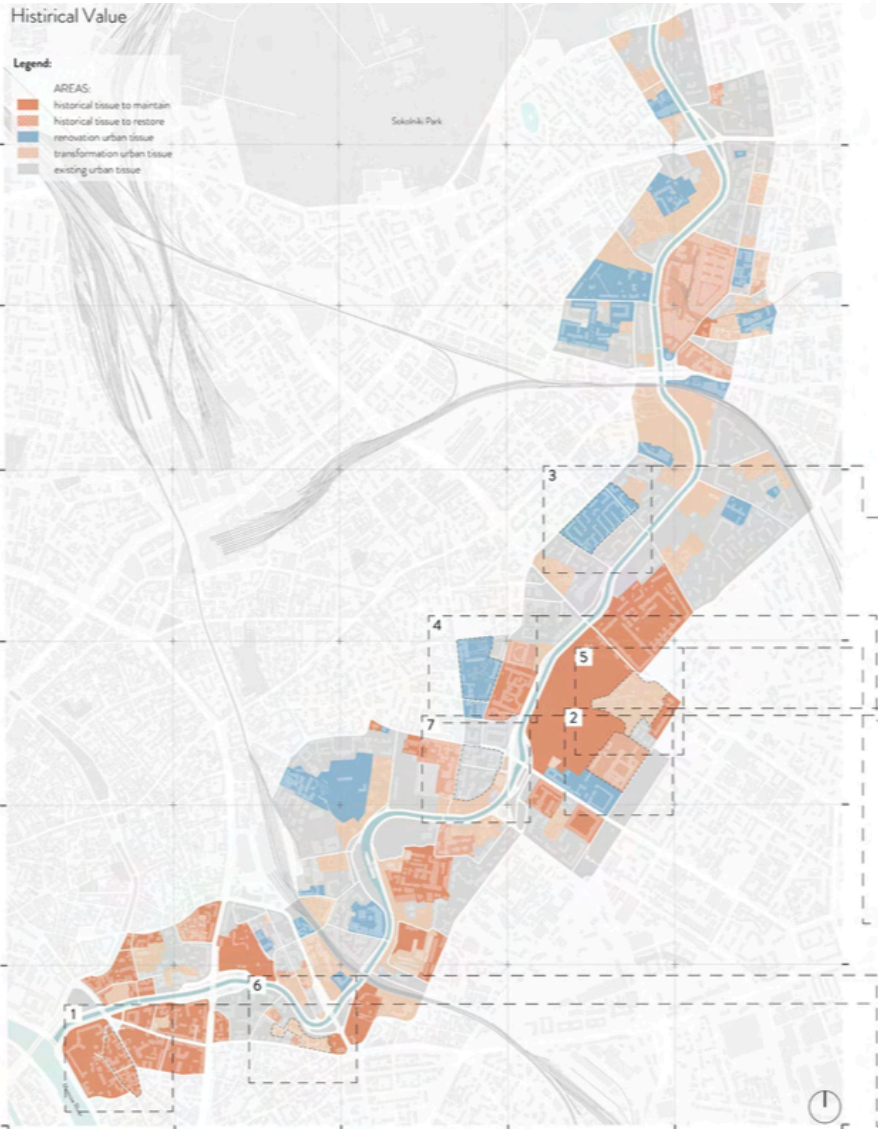 Histirical Value
Legend:
AREAS:
historical tissue to maintain
historical tissue to restore
renovation urban tissue
transformation urban tissue
existing urban tissue
Sokolniki Park
3
4
5
2
7
6
1